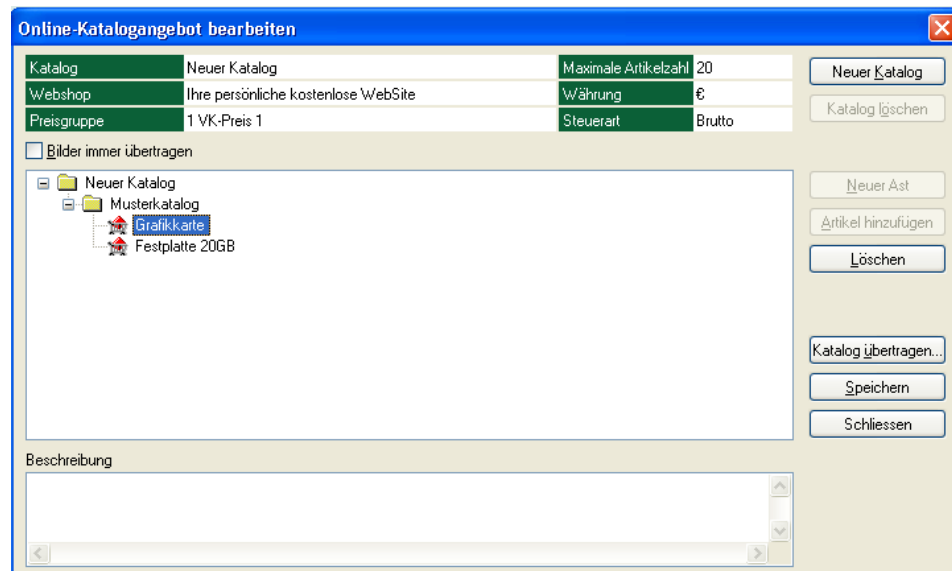 Online-Katalogangebot bearbeiten
Katalog Neuer Katalog Maximale Artikelzahl 20
Webshop Ihre persönliche kostenlose WebSite Währung €
Preisgruppe 1 VK-Preis 1 Steuerart Brutto
Neuer Katalog
Katalog löschen
Bilder immer übertragen
Neuer Katalog
Musterkatalog
Grafikkarte
Festplatte 20GB
Neuer Ast
Artikel hinzufügen
Löschen
Katalog übertragen...
Speichern
Schliessen
Beschreibung